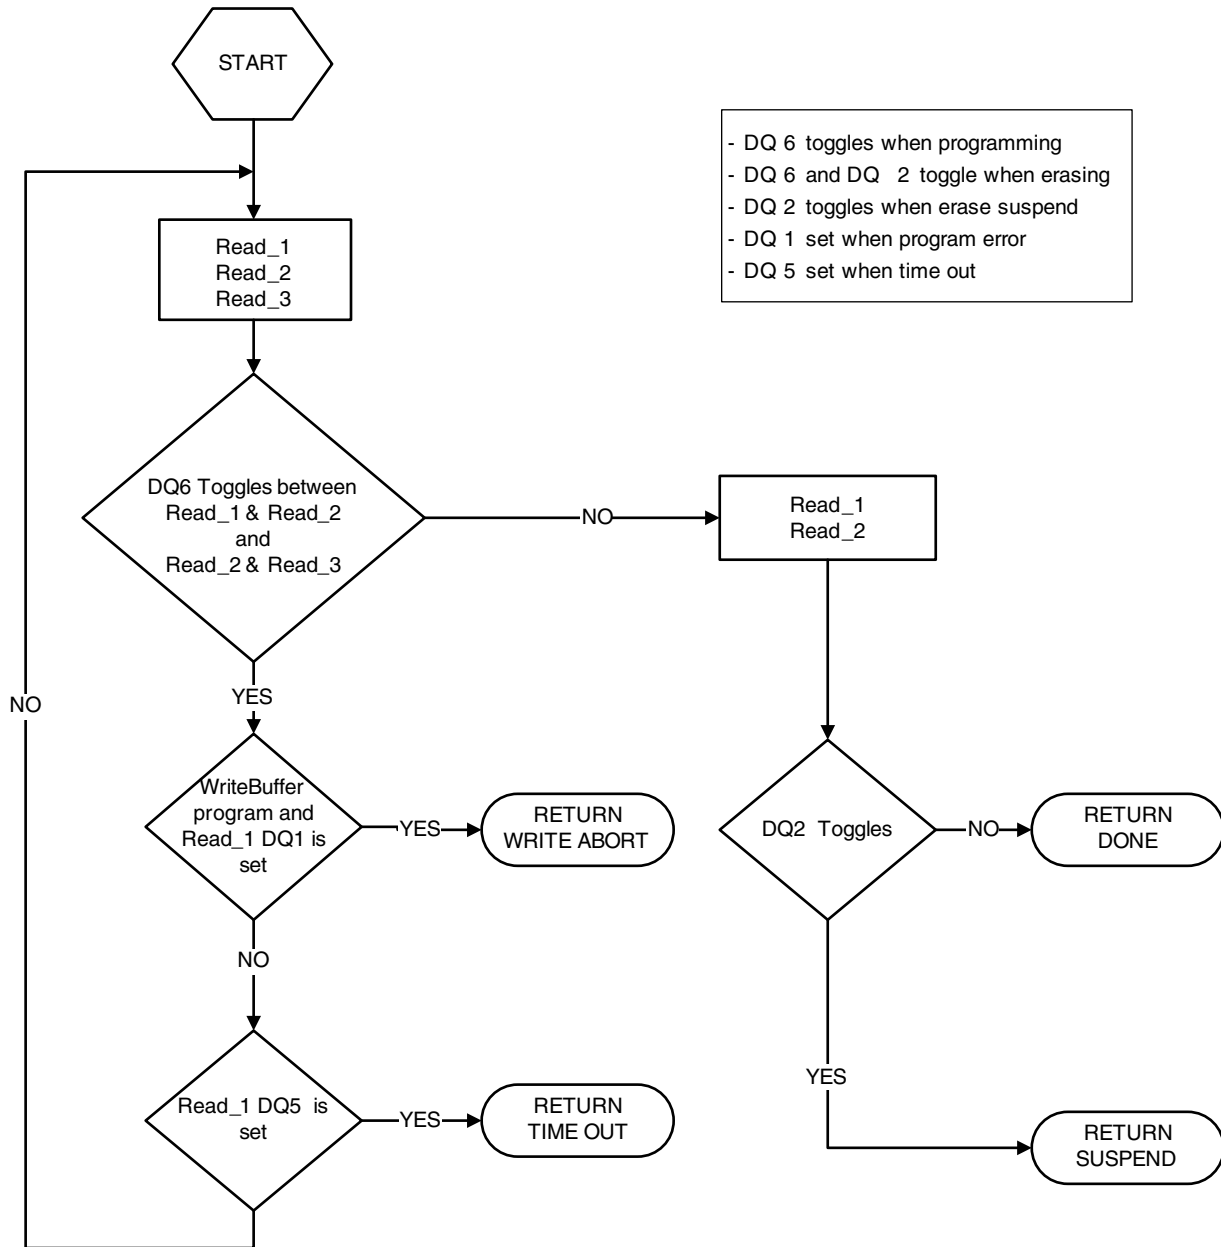 START
- DQ 6 toggles when programming
- DQ 6 and DQ 2 toggle when erasing
- DQ 2 toggles when erase suspend
- DQ 1 set when program error
- DQ 5 set when time out
Read_1
Read_2
Read_3
DQ6 Toggles between
Read_1 & Read_2
and
Read_2 & Read_3
NO
Read_1
Read_2
YES
NO
WriteBuffer
program and
Read_1 DQ1 is
set
YES
RETURN
WRITE ABORT
DQ2 Toggles
NO
RETURN
DONE
NO
YES
Read_1 DQ5 is
set
YES
RETURN
TIME OUT
RETURN
SUSPEND